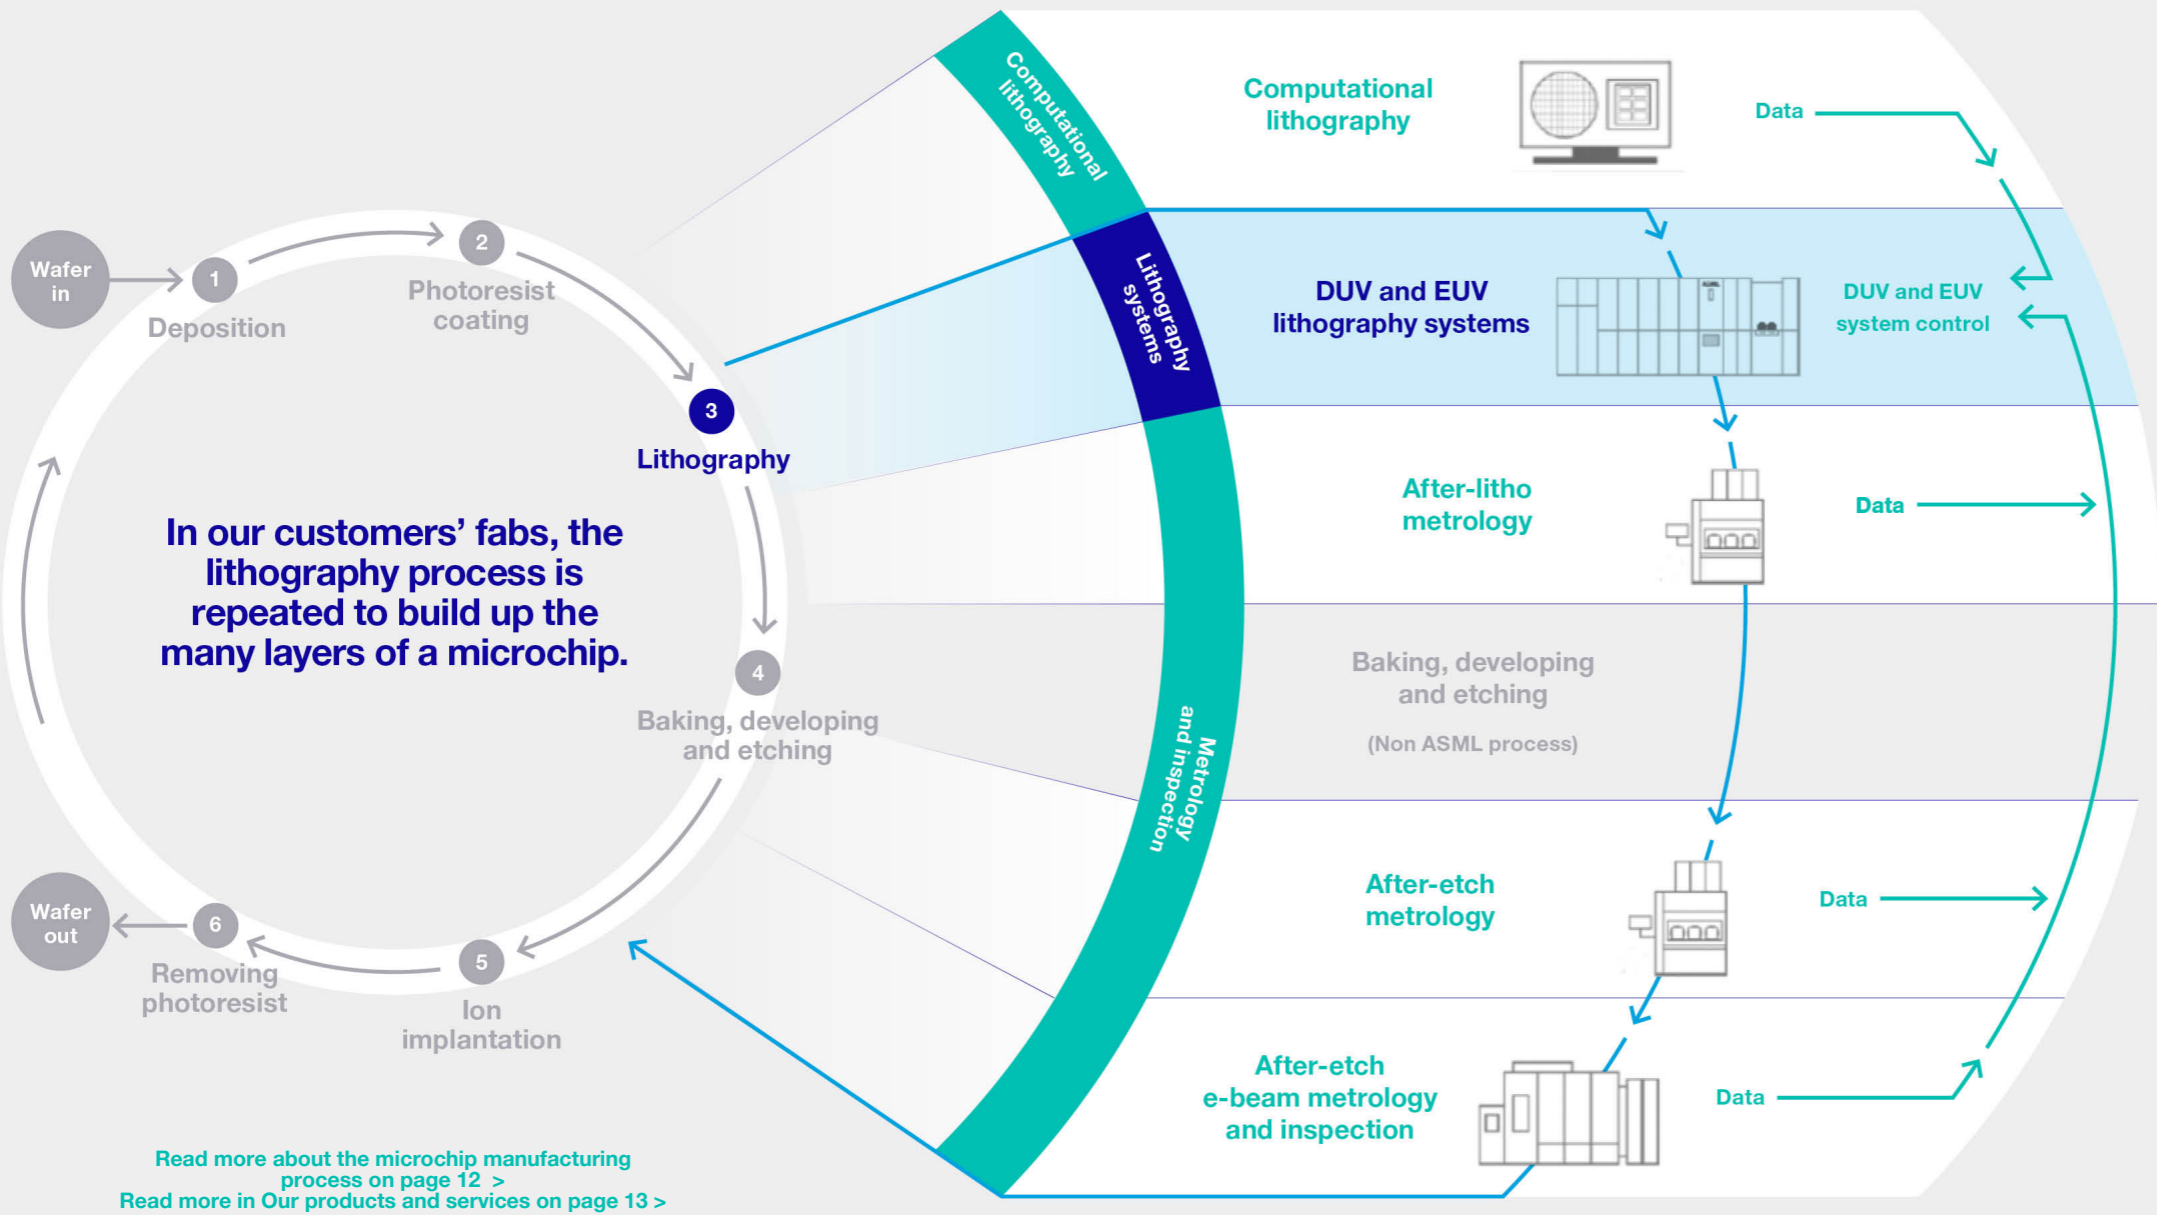 Wafer
in
1
Deposition
2
Photoresist
coating
3
Lithography
In our customers’ fabs, the
lithography process is
repeated to build up the
many layers of a microchip.
4
Baking, developing
and etching
5
Ion
implantation
6
Removing
photoresist
Wafer
out
Read more about the microchip manufacturing
process on page 12 >
Read more in Our products and services on page 13 >
Computational
lithography
Lithography
systems
Metrology
and inspection
Computational
lithography
Data
DUV and EUV
lithography systems
ASML
DUV and EUV
system control
After-litho
metrology
Data
Baking, developing
and etching
(Non ASML process)
After-etch
metrology
Data
After-etch
e-beam metrology
and inspection
Data